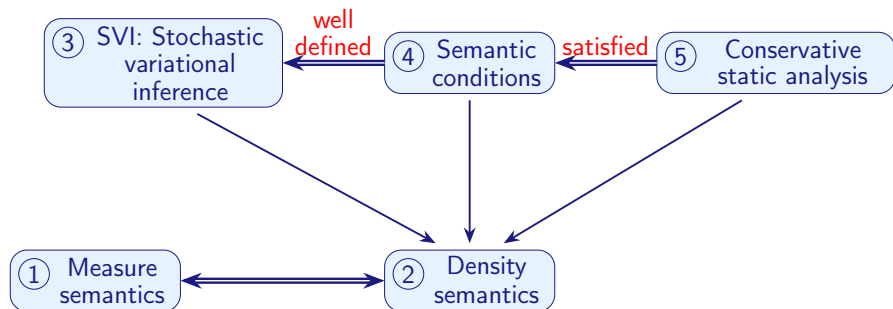 3 SVI: Stochastic
variational
inference
well
defined
4 Semantic
conditions
satisfied
5 Conservative
static analysis
1 Measure
semantics
2 Density
semantics